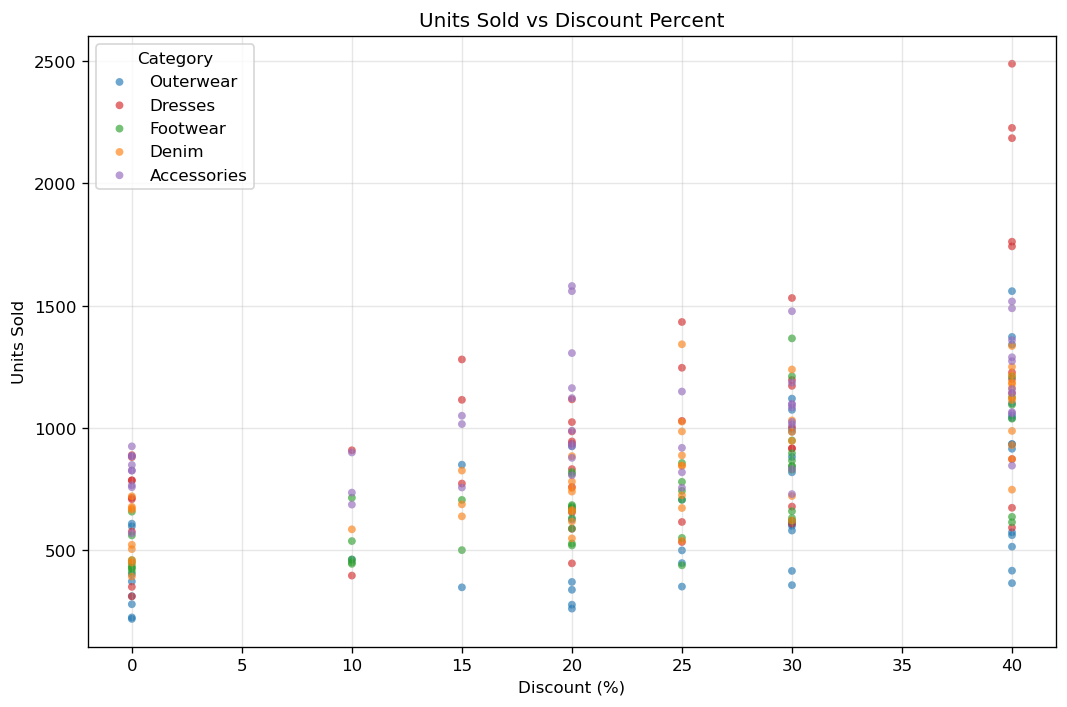 Units Sold vs Discount Percent
Category
Outerwear
Dresses
Footwear
Denim
Accessories
Units Sold
2500
2000
1500
1000
500
0 5 10 15 20 25 30 35 40
Discount (%)